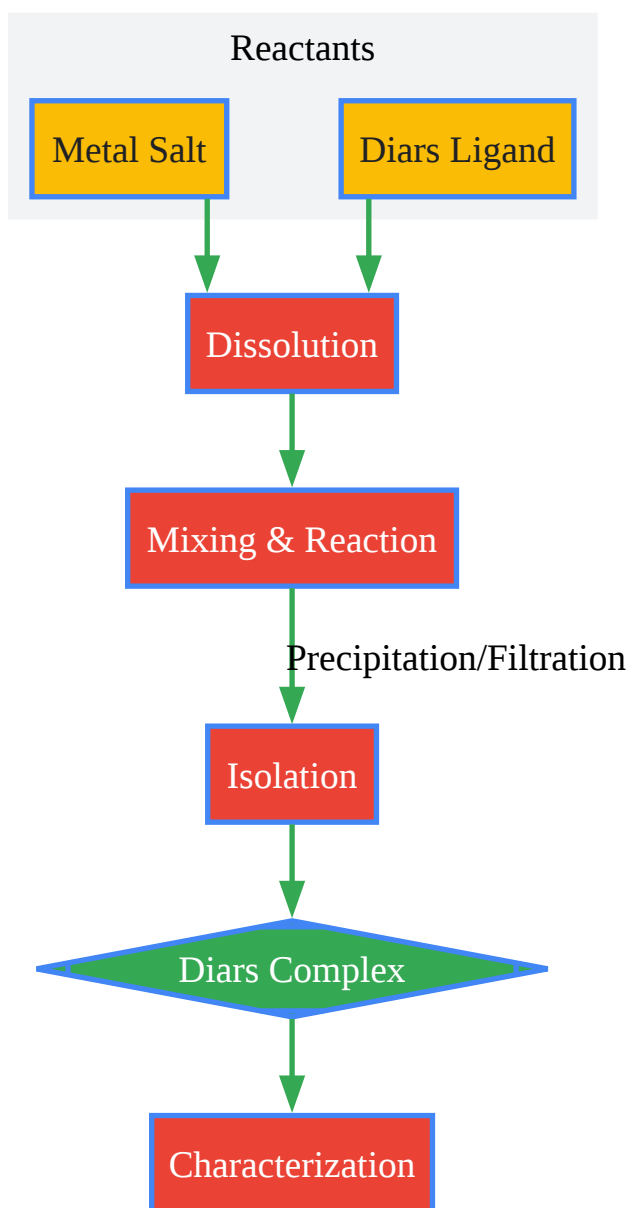 Reactants
Metal Salt
Diars Ligand
Dissolution
Mixing & Reaction
Precipitation/Filtration
Isolation
Diars Complex
Characterization